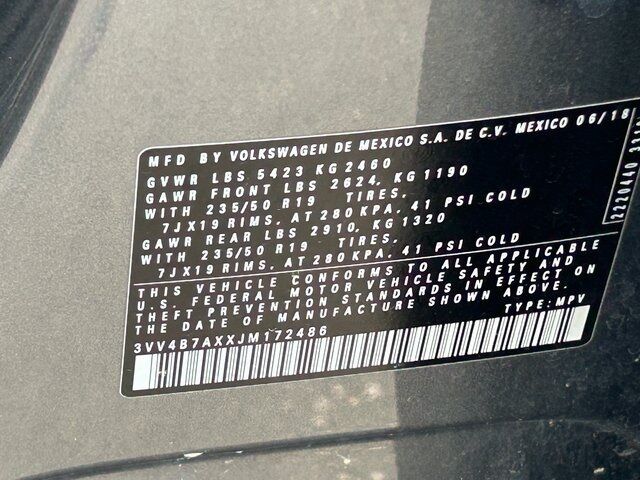 MFD BY VOLKSWAGEN DE MEXICO S.A. DE C.V. MEXICO 06/18
GVWR LBS 5423 KG 2460
GAWR FRONT LBS 2624, KG 1190
WITH 235/50 R19 TIRES,
7JX19 RIMS, AT 280 KPA, 41 PSI COLD
GAWR REAR LBS 2910, KG 1320
WITH 235/50 R19 TIRES,
7JX19 RIMS, AT 280 KPA, 41 PSI COLD
THIS VEHICLE CONFORMS TO ALL APPLICABLE
U.S. FEDERAL MOTOR VEHICLE SAFETY AND
THEFT PREVENTION STANDARDS IN EFFECT ON
THE DATE OF MANUFACTURE SHOWN ABOVE.
3VV4B7AXXJM172486 TYPE: MPV
2220440